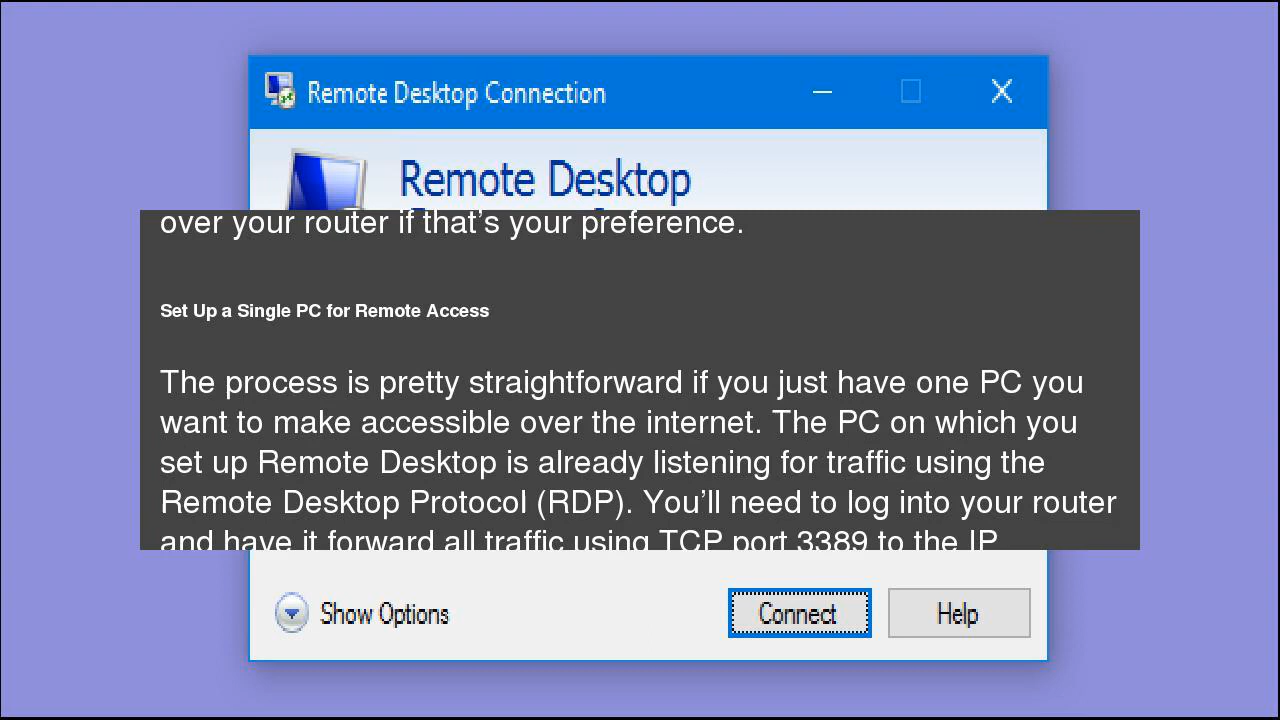 Remote Desktop Connection
Remote Desktop
over your router if that’s your preference.
Set Up a Single PC for Remote Access
The process is pretty straightforward if you just have one PC you
want to make accessible over the internet. The PC on which you
set up Remote Desktop is already listening for traffic using the
Remote Desktop Protocol (RDP). You’ll need to log into your router
and have it forward all traffic using TCP port 3389 to the IP
Show Options
Connect
Help